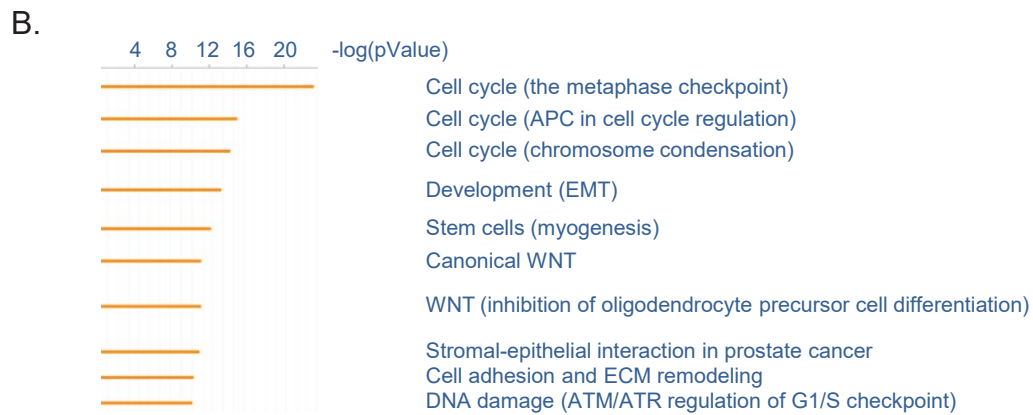 B.
4 8 12 16 20 -log(pValue)
Cell cycle (the metaphase checkpoint)
Cell cycle (APC in cell cycle regulation)
Cell cycle (chromosome condensation)
Development (EMT)
Stem cells (myogenesis)
Canonical WNT
WNT (inhibition of oligodendrocyte precursor cell differentiation)
Stromal-epithelial interaction in prostate cancer
Cell adhesion and ECM remodeling
DNA damage (ATM/ATR regulation of G1/S checkpoint)